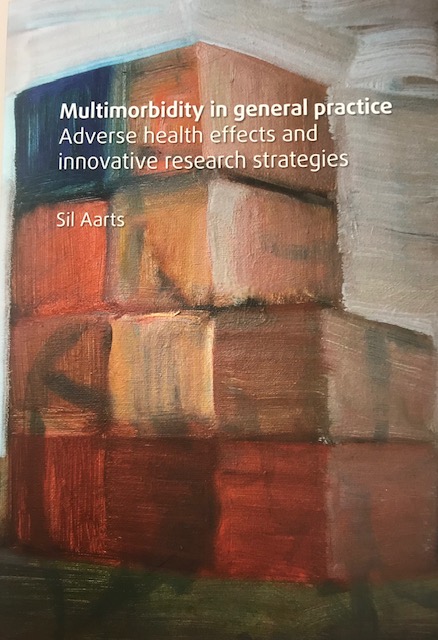 Multimorbidity in general practice
Adverse health effects and
innovative research strategies
Sil Aarts